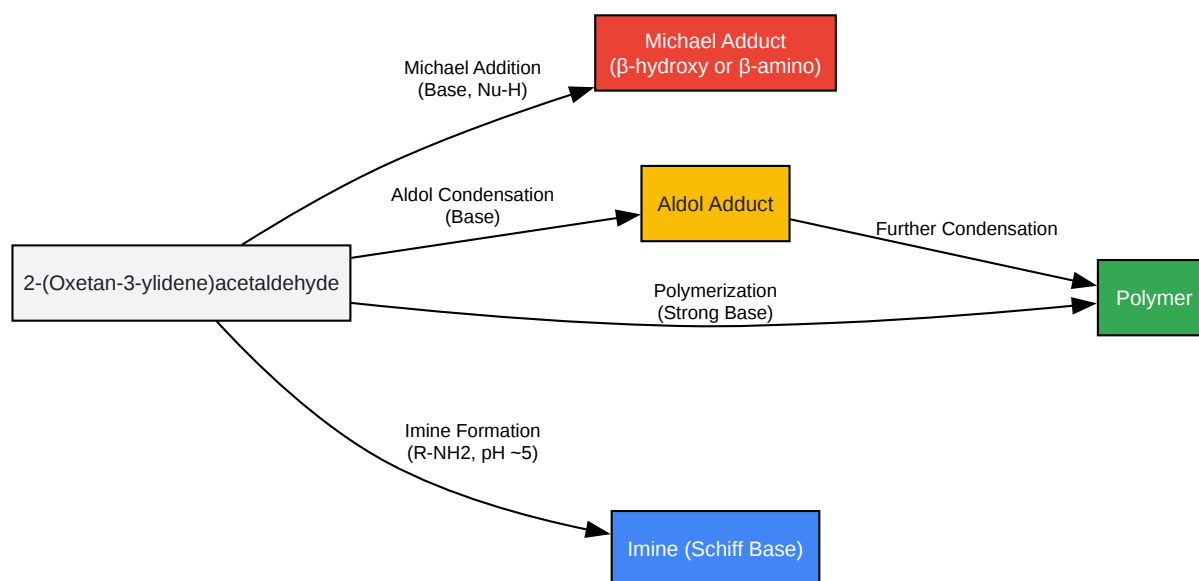 Michael Adduct
(β-hydroxy or β-amino)
Michael Addition
(Base, Nu-H)
Aldol Condensation
(Base)
Aldol Adduct
Further Condensation
2-(Oxetan-3-ylidene)acetaldehyde
Polymerization
(Strong Base)
Polymer
Imine Formation
(R-NH2, pH ~5)
Imine (Schiff Base)